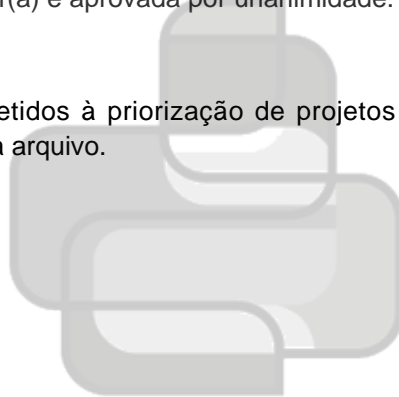 e aprovada por unanimidade.
etidos à priorização de projetos
arquivo.